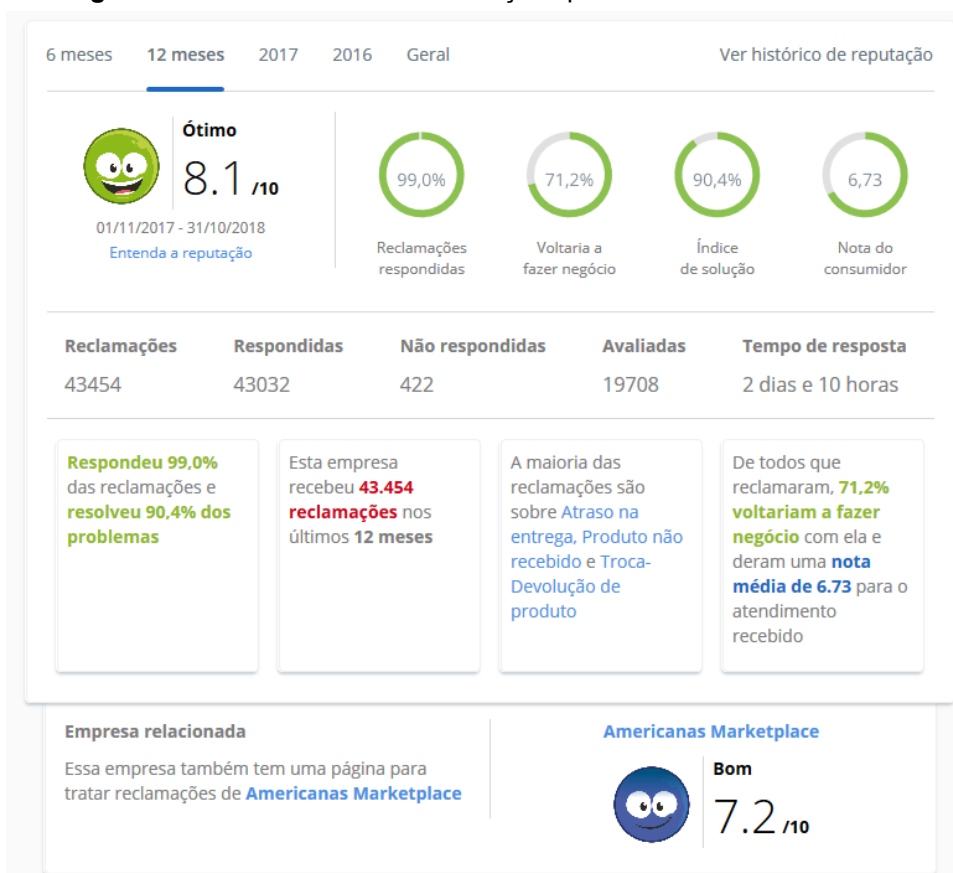 6 meses 12 meses 2017 2016 Geral Ver histórico de reputação
Ótimo
8.1 /10
01/11/2017 - 31/10/2018
Entenda a reputação
99,0%
Reclamações
respondidas
71,2%
Voltaria a
fazer negócio
90,4%
Índice
de solução
6,73
Nota do
consumidor
Reclamações Respondidas Não respondidas Avaliadas Tempo de resposta
43454 43032 422 19708 2 dias e 10 horas
Respondeu 99,0%
das reclamações e
resolveu 90,4% dos
problemas
Esta empresa
recebeu 43.454
reclamações nos
últimos 12 meses
A maioria das
reclamações são
sobre Atraso na
entrega, Produto não
recebido e Troca-
Devolução de
produto
De todos que
reclamaram, 71,2%
voltariam a fazer
negócio com ela e
deram uma nota
média de 6.73 para o
atendimento
recebido
Empresa relacionada
Essa empresa também tem uma página para
tratar reclamações de Americanas Marketplace
Americanas Marketplace
Bom
7.2 /10